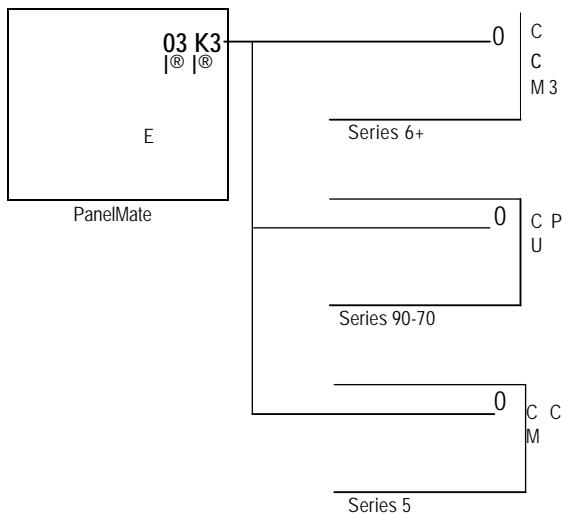 03 K3
|® |®
E
PanelMate
0
C
C
M 3
Series 6+
0
C P
U
Series 90-70
0
C C
M
Series 5